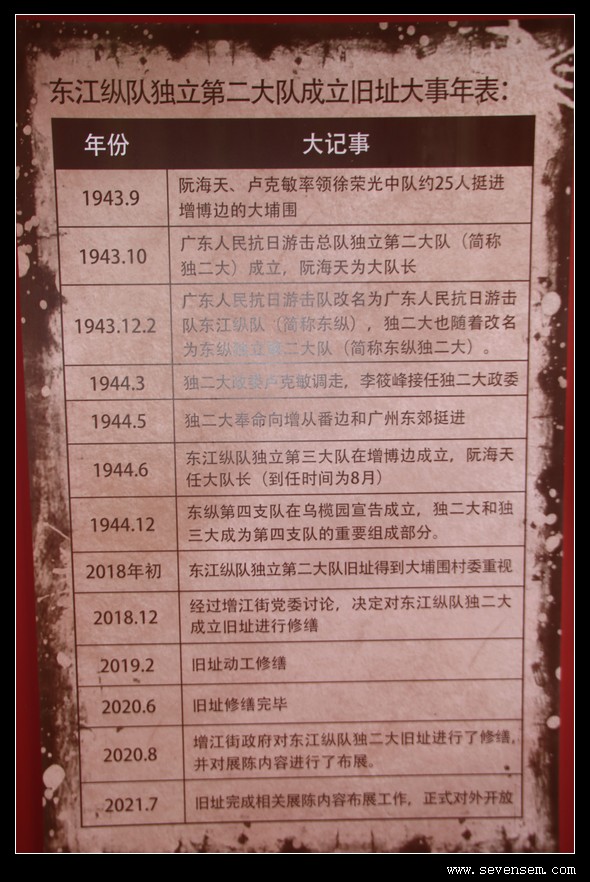 东江纵队独立第二大队成立旧址大事年表：
年份 大记事
1943.9 阮海天、卢克敏率领徐荣光中队约25人挺进
增博边的大埔围
1943.10 广东人民抗日游击总队独立第二大队（简称
独二大）成立，阮海天为大队长
1943.12.2 广东人民抗日游击队改名为广东人民抗日游击
队东江纵队（简称东纵），独二大也随着改名
为东纵独立第二大队（简称东纵独二大）。
1944.3 独二大政委卢克敏调走，李筱峰接任独二大政委
1944.5 独二大奉命向增从番边和广州东郊挺进
1944.6 东江纵队独立第三大队在增博边成立，阮海天
任大队长（到任时间为8月）
1944.12 东纵第四支队在乌榄园宣告成立，独二大和独
三大成为第四支队的重要组成部分。
2018年初 东江纵队独立第二大队旧址得到大埔围村委重视
2018.12 经过增江街党委讨论，决定对东江纵队独二大
成立旧址进行修缮
2019.2 旧址动工修缮
2020.6 旧址修缮完毕
2020.8 增江街政府对东江纵队独二大旧址进行了修缮，
并对展陈内容进行了布展。
2021.7 旧址完成相关展陈内容布展工作，正式对外开放
www.sevensem.com